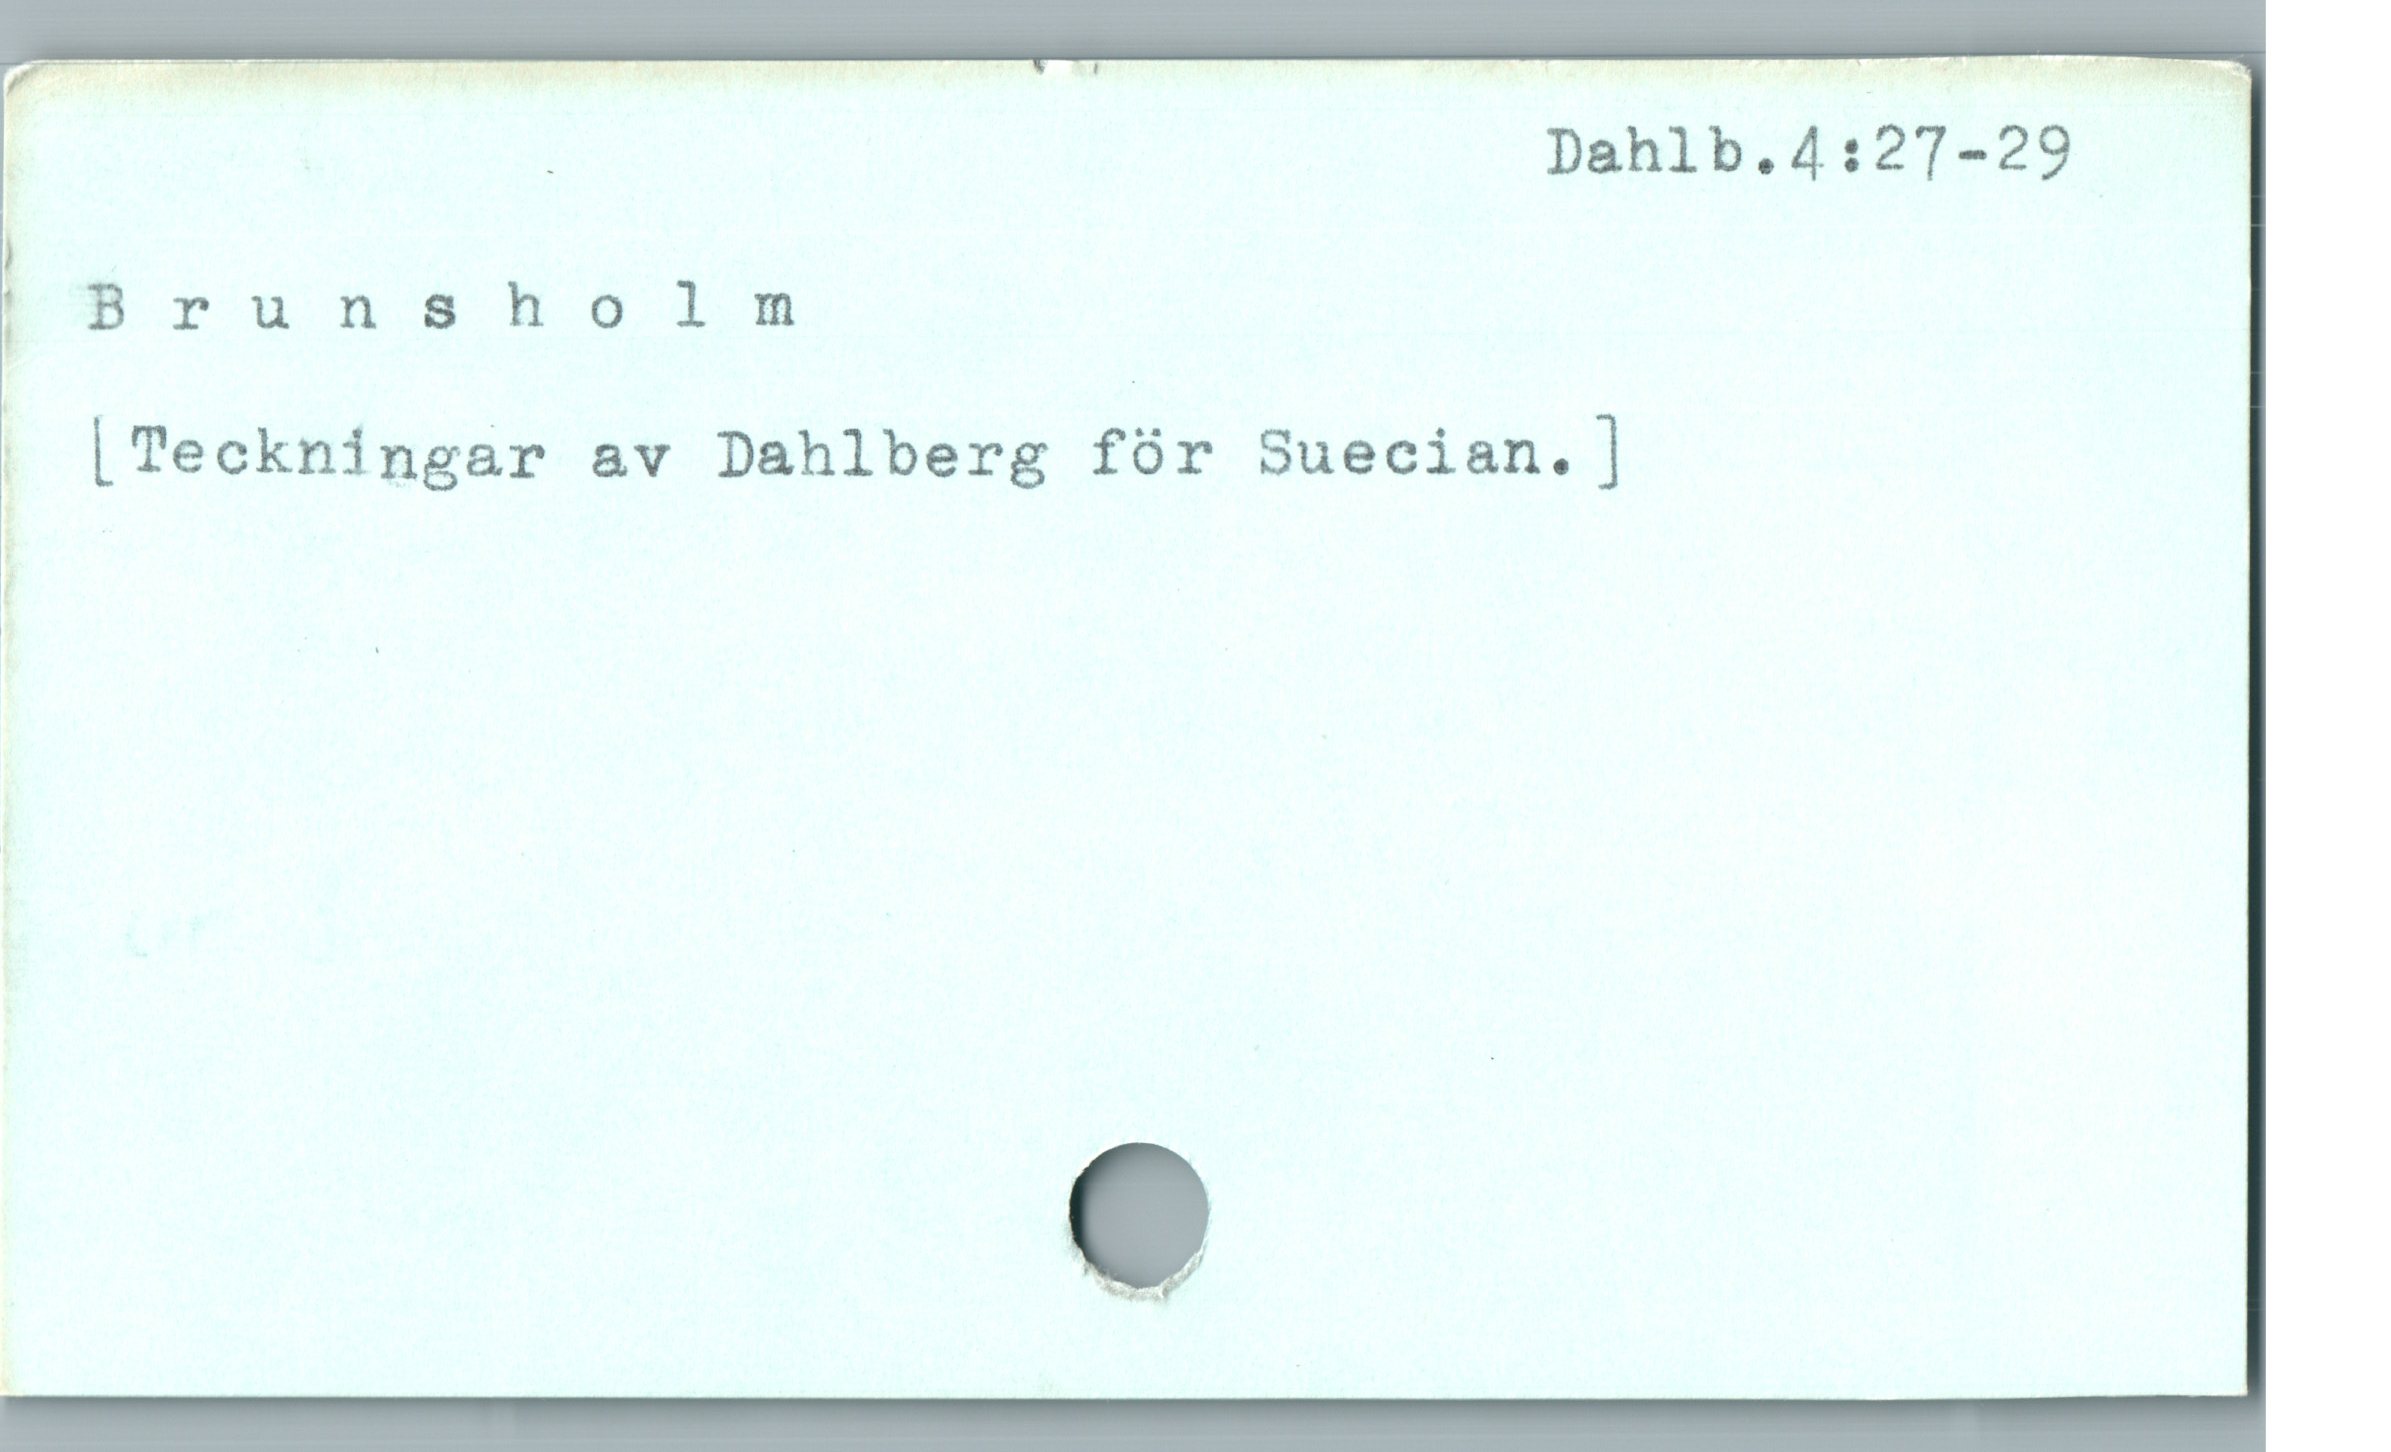 Dahlb.4:27-29
B r u n s h o l m
[Teckningar av Dahlberg för Suecian.]